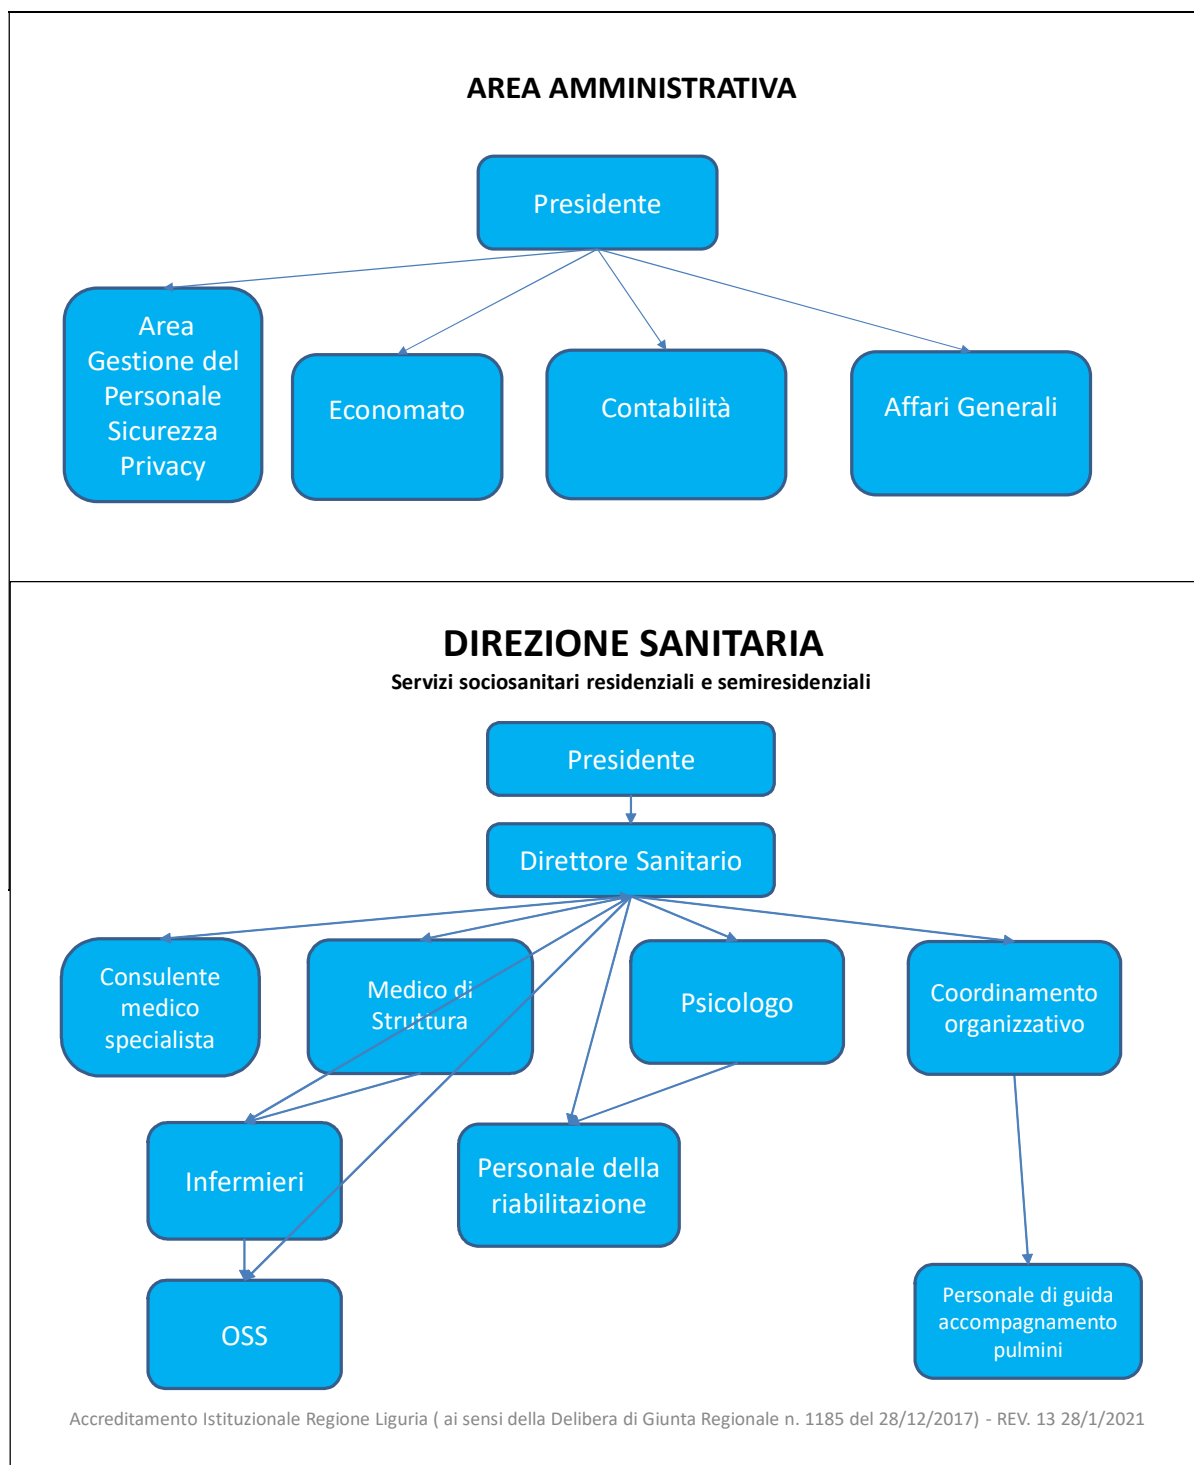 AREA AMMINISTRATIVA
Presidente
Area
Gestione del
Personale
Sicurezza
Privacy
Economato
Contabilità
Affari Generali
DIREZIONE SANITARIA
Servizi sociosanitari residenziali e semiresidenziali
Presidente
Direttore Sanitario
Consulente
medico
specialista
Medico di
Struttura
Psicologo
Coordinamento
organizzativo
Infermieri
Personale della
riabilitazione
OSS
Personale di guida
accompagnamento
pulmini
Accreditamento Istituzionale Regione Liguria ( ai sensi della Delibera di Giunta Regionale n. 1185 del 28/12/2017) - REV. 13 28/1/2021